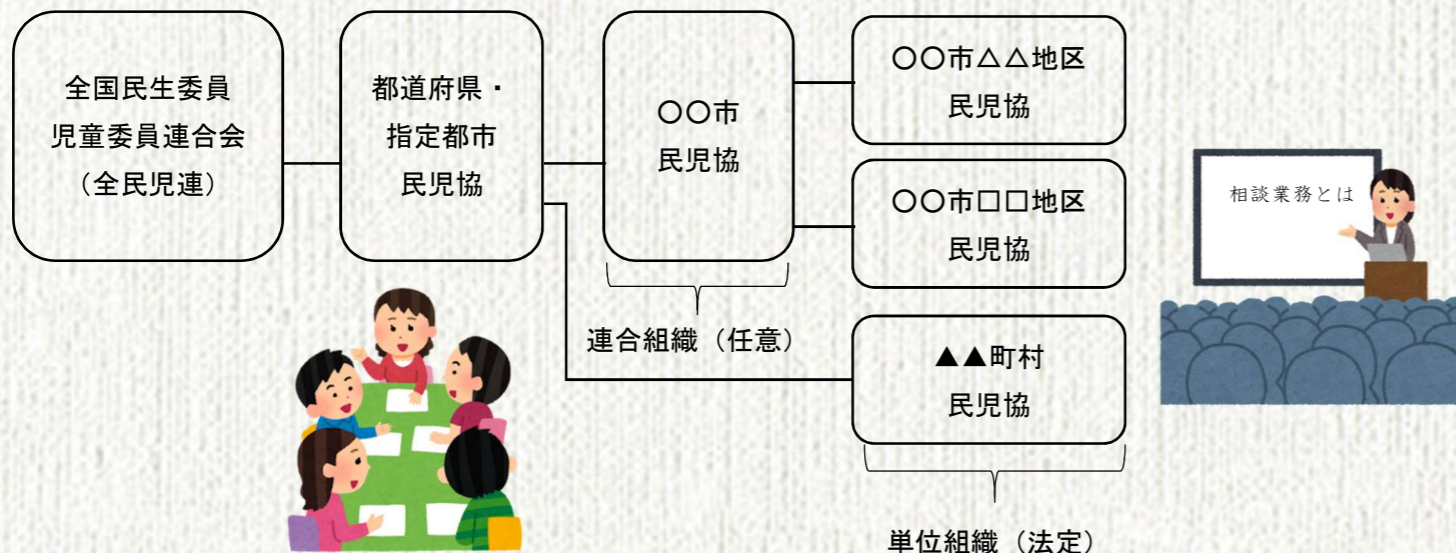 全国民生委員
児童委員連合会
（全民児連）
都道府県・
指定都市
民児協
〇〇市
民児協
〇〇市△△地区
民児協
〇〇市□□地区
民児協
連合組織（任意）
▲▲町村
民児協
単位組織（法定）
相談業務とは